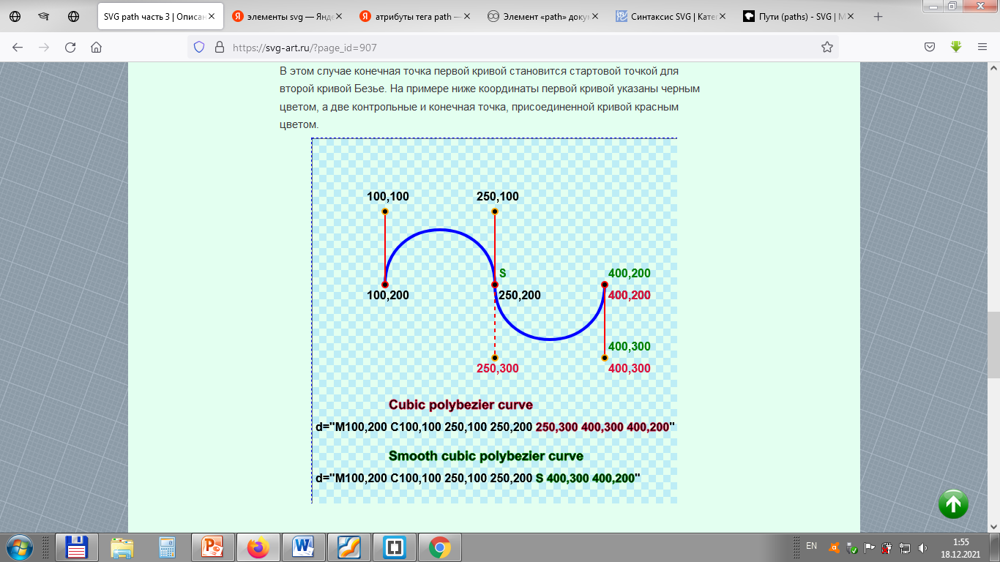 SVG path часть 3 | Описан
элементы svg — Янде
атрибуты тега path —
Элемент «path» доку
Синтаксис SVG | Кате
Пути (paths) - SVG | M
https://svg-art.ru/?page_id=907
В этом случае конечная точка первой кривой становится стартовой точкой для
второй кривой Безье. На примере ниже координаты первой кривой указаны черным
цветом, а две контрольные и конечная точка, присоединенной кривой красным
цветом.
100,100
250,100
S
400,200
100,200
250,200
400,200
400,300
250,300
400,300
Cubic polybezier curve
d="M100,200 C100,100 250,100 250,200 250,300 400,300 400,200"
Smooth cubic polybezier curve
d="M100,200 C100,100 250,100 250,200 S 400,300 400,200"
EN
1:55
18.12.2021